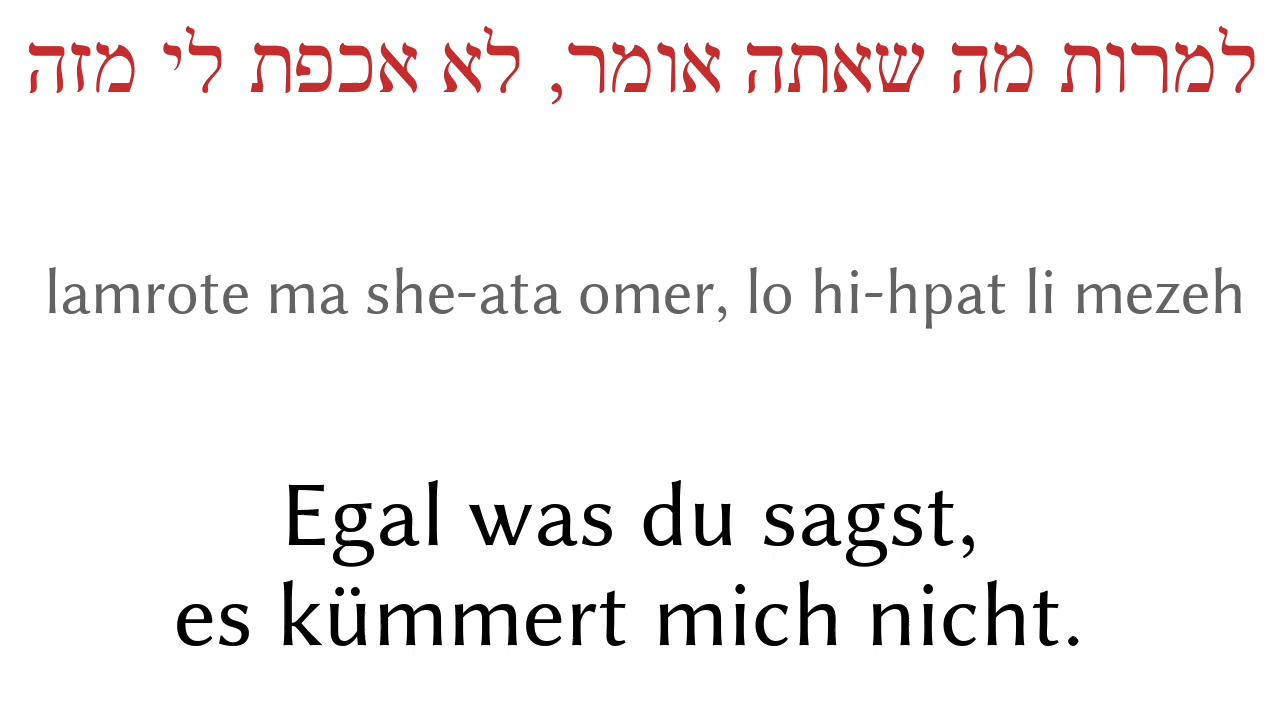 למרות מה שאתה אומר, לא אכפת לי מזה
lamrote ma she-ata omer, lo hi-hpat li mezeh
Egal was du sagst,
es kümmert mich nicht.